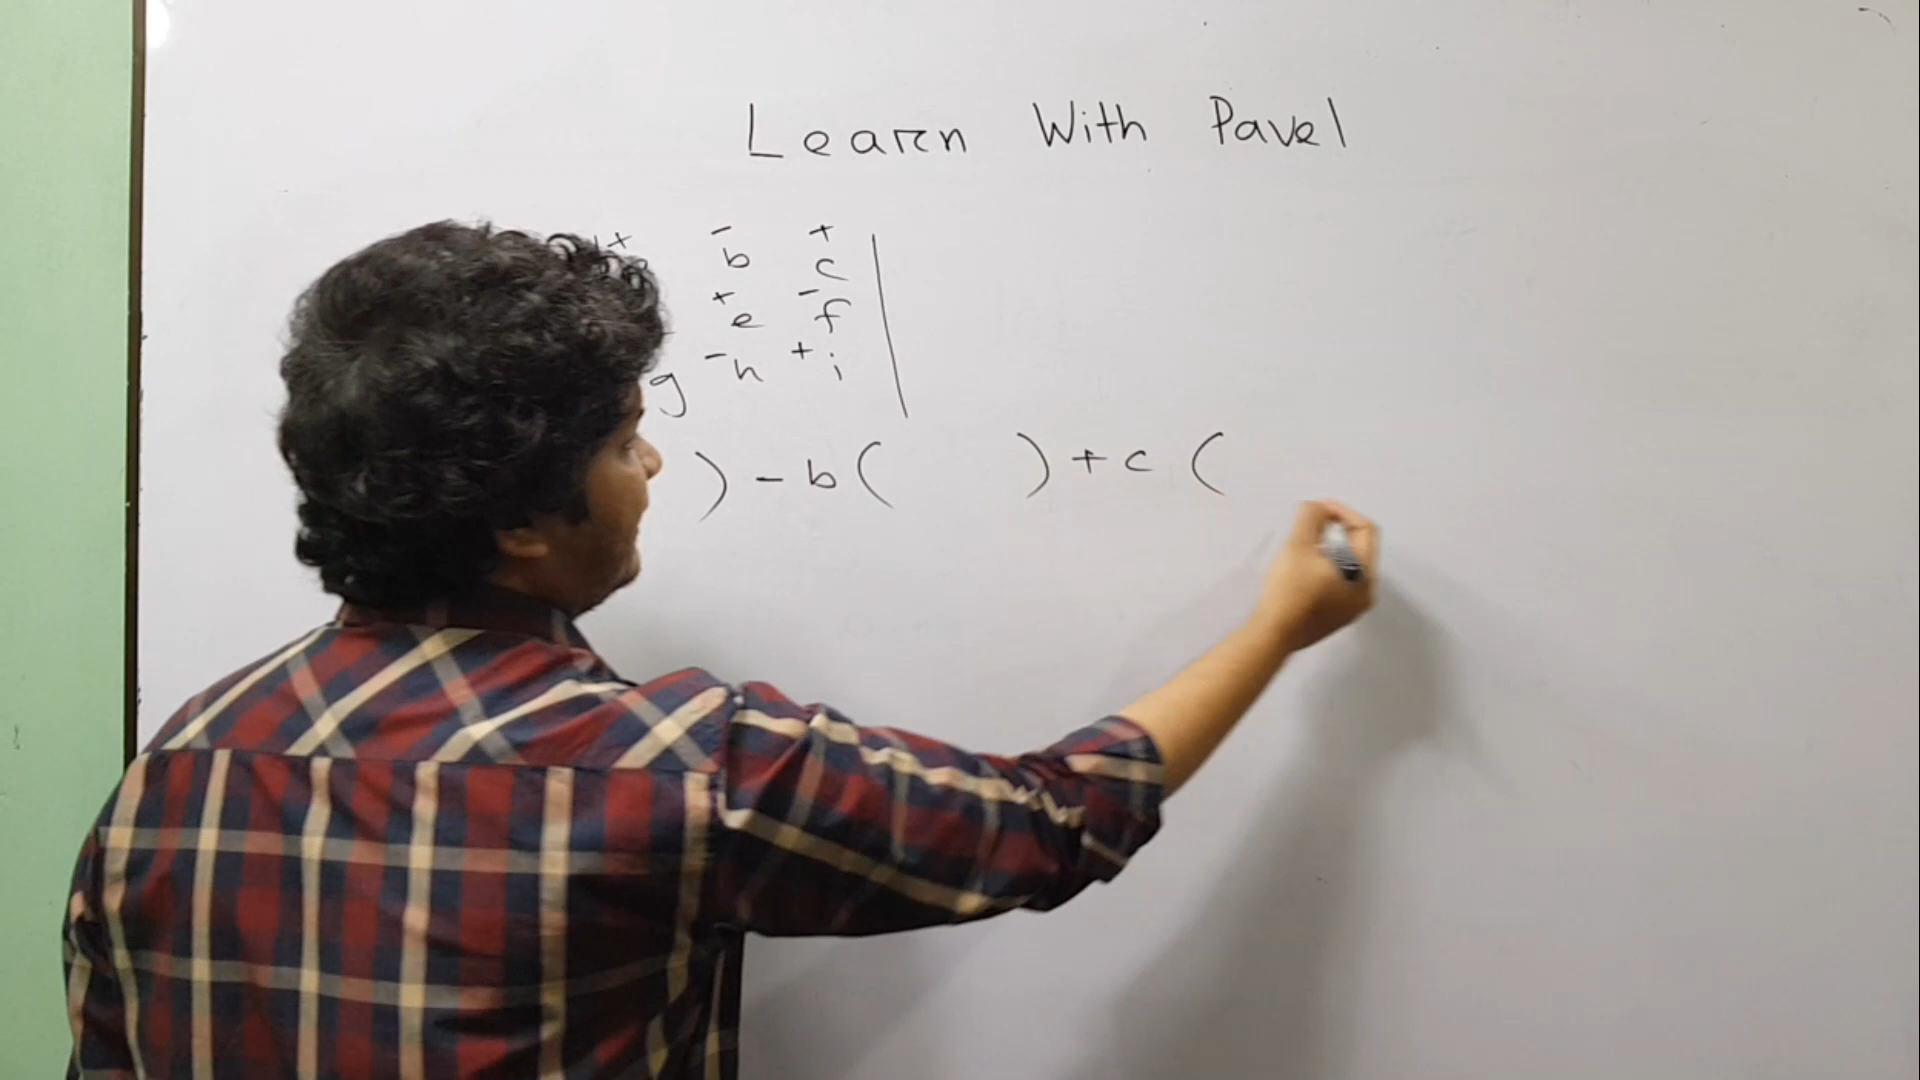 Learn With Pavel
+ - +
b c
+ -
e f
- +
g h i
) - b ( ) + c (